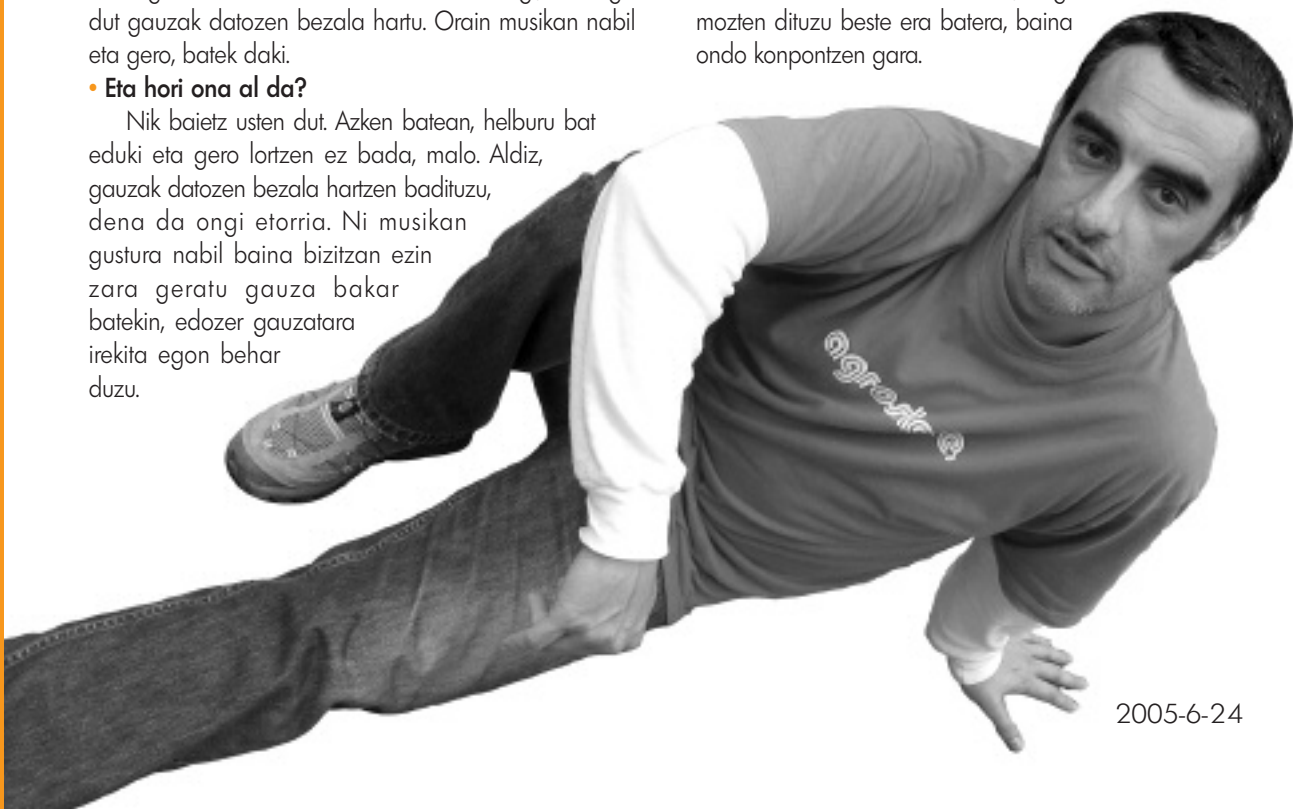 dut gauzak datozen bezala hartu. Orain musikan nabil
eta gero, batek daki.
• Eta hori ona al da?
Nik baietz usten dut. Azken batean, helburu bat
eduki eta gero lortzen ez bada, malo. Aldiz,
gauzak datozen bezala hartzen badituzu,
dena da ongi etorria. Ni musikan
gustura nabil baina bizitzan ezin
zara geratu gauza bakar
batekin, edozer gauzatara
irekita egon behar
duzu.
mozten dituzu beste era batera, baina
ondo konpontzen gara.
2005-6-24